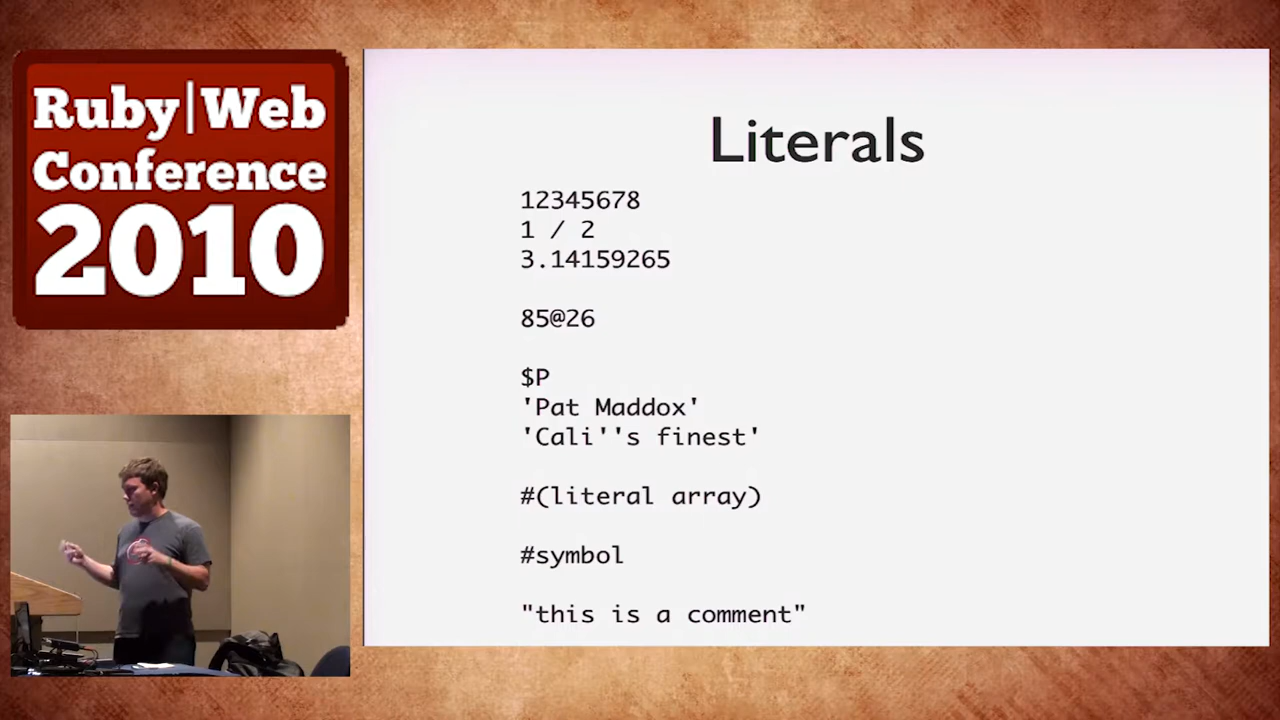 Ruby|Web
Conference
2010
Literals
12345678
1 / 2
3.14159265
85@26
$P
'Pat Maddox'
'Cali''s finest'
#(literal array)
#symbol
"this is a comment"